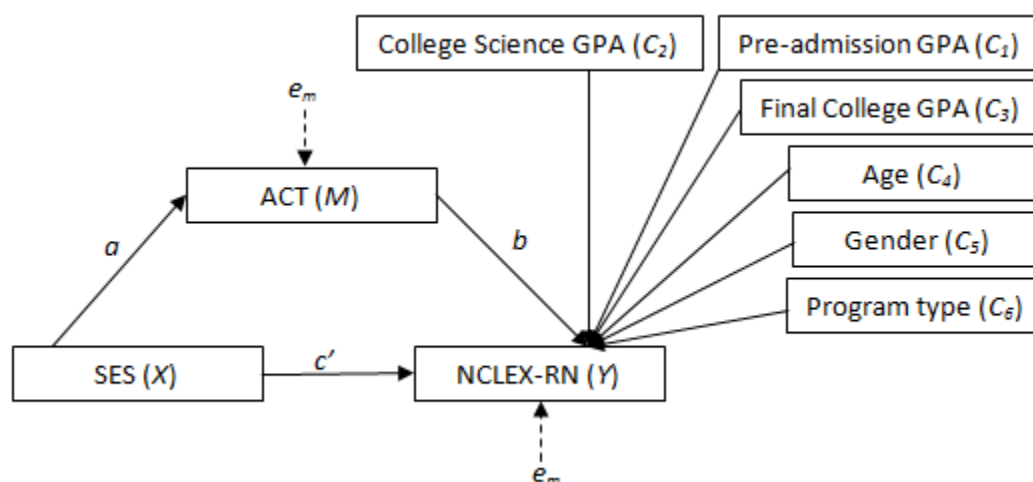 College Science GPA (C₂)
Pre-admission GPA (C₁)
eₘ
Final College GPA (C₃)
ACT (M)
Age (C₄)
a
b
Gender (C₅)
Program type (C₆)
SES (X)
c’
NCLEX-RN (Y)
eₘ